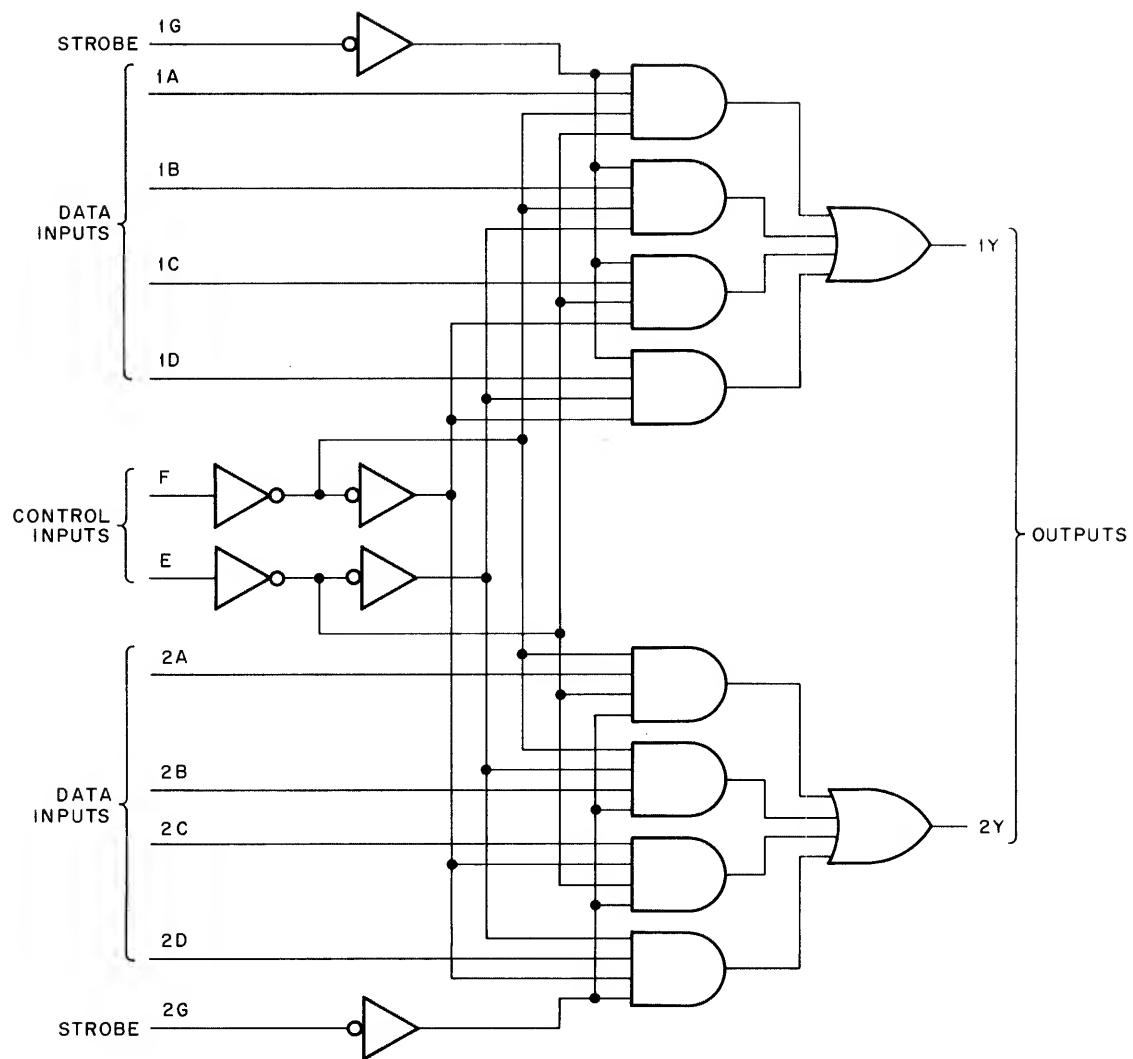 STROBE 1G
1A
1B
DATA
INPUTS
1C
1D
1Y
F
CONTROL
INPUTS
E
OUTPUTS
2A
2B
DATA
INPUTS
2C
2Y
2D
STROBE 2G